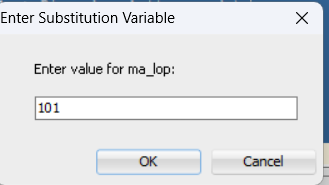 Enter Substitution Variable
Enter value for ma_lop:
101
OK
Cancel